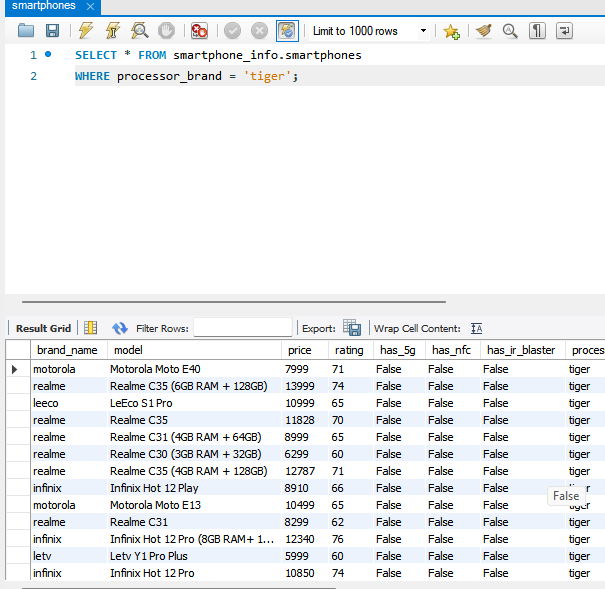 smartphones
Limit to 1000 rows
1 SELECT * FROM smartphone_info.smartphones
2 WHERE processor_brand = 'tiger';
Result Grid Filter Rows: Export: Wrap Cell Content: IA
brand_name model price rating has_5g has_nfc has_ir_blaster proces
motorola Motorola Moto E40 7999 71 False False False tiger
realme Realme C35 (6GB RAM + 128GB) 13999 74 False False False tiger
leeco LeEco S1 Pro 10999 65 False False False tiger
realme Realme C35 11828 70 False False False tiger
realme Realme C31 (4GB RAM + 64GB) 8999 65 False False False tiger
realme Realme C30 (3GB RAM + 32GB) 6299 60 False False False tiger
realme Realme C35 (4GB RAM + 128GB) 12787 71 False False False tiger
infinix Infinix Hot 12 Play 8910 66 False False False tiger
False
motorola Motorola Moto E13 10499 65 False False False tiger
realme Realme C31 8299 62 False False False tiger
infinix Infinix Hot 12 Pro (8GB RAM+ 1... 12340 76 False False False tiger
letv Letv Y1 Pro Plus 5999 60 False False False tiger
infinix Infinix Hot 12 Pro 10850 74 False False False tiger